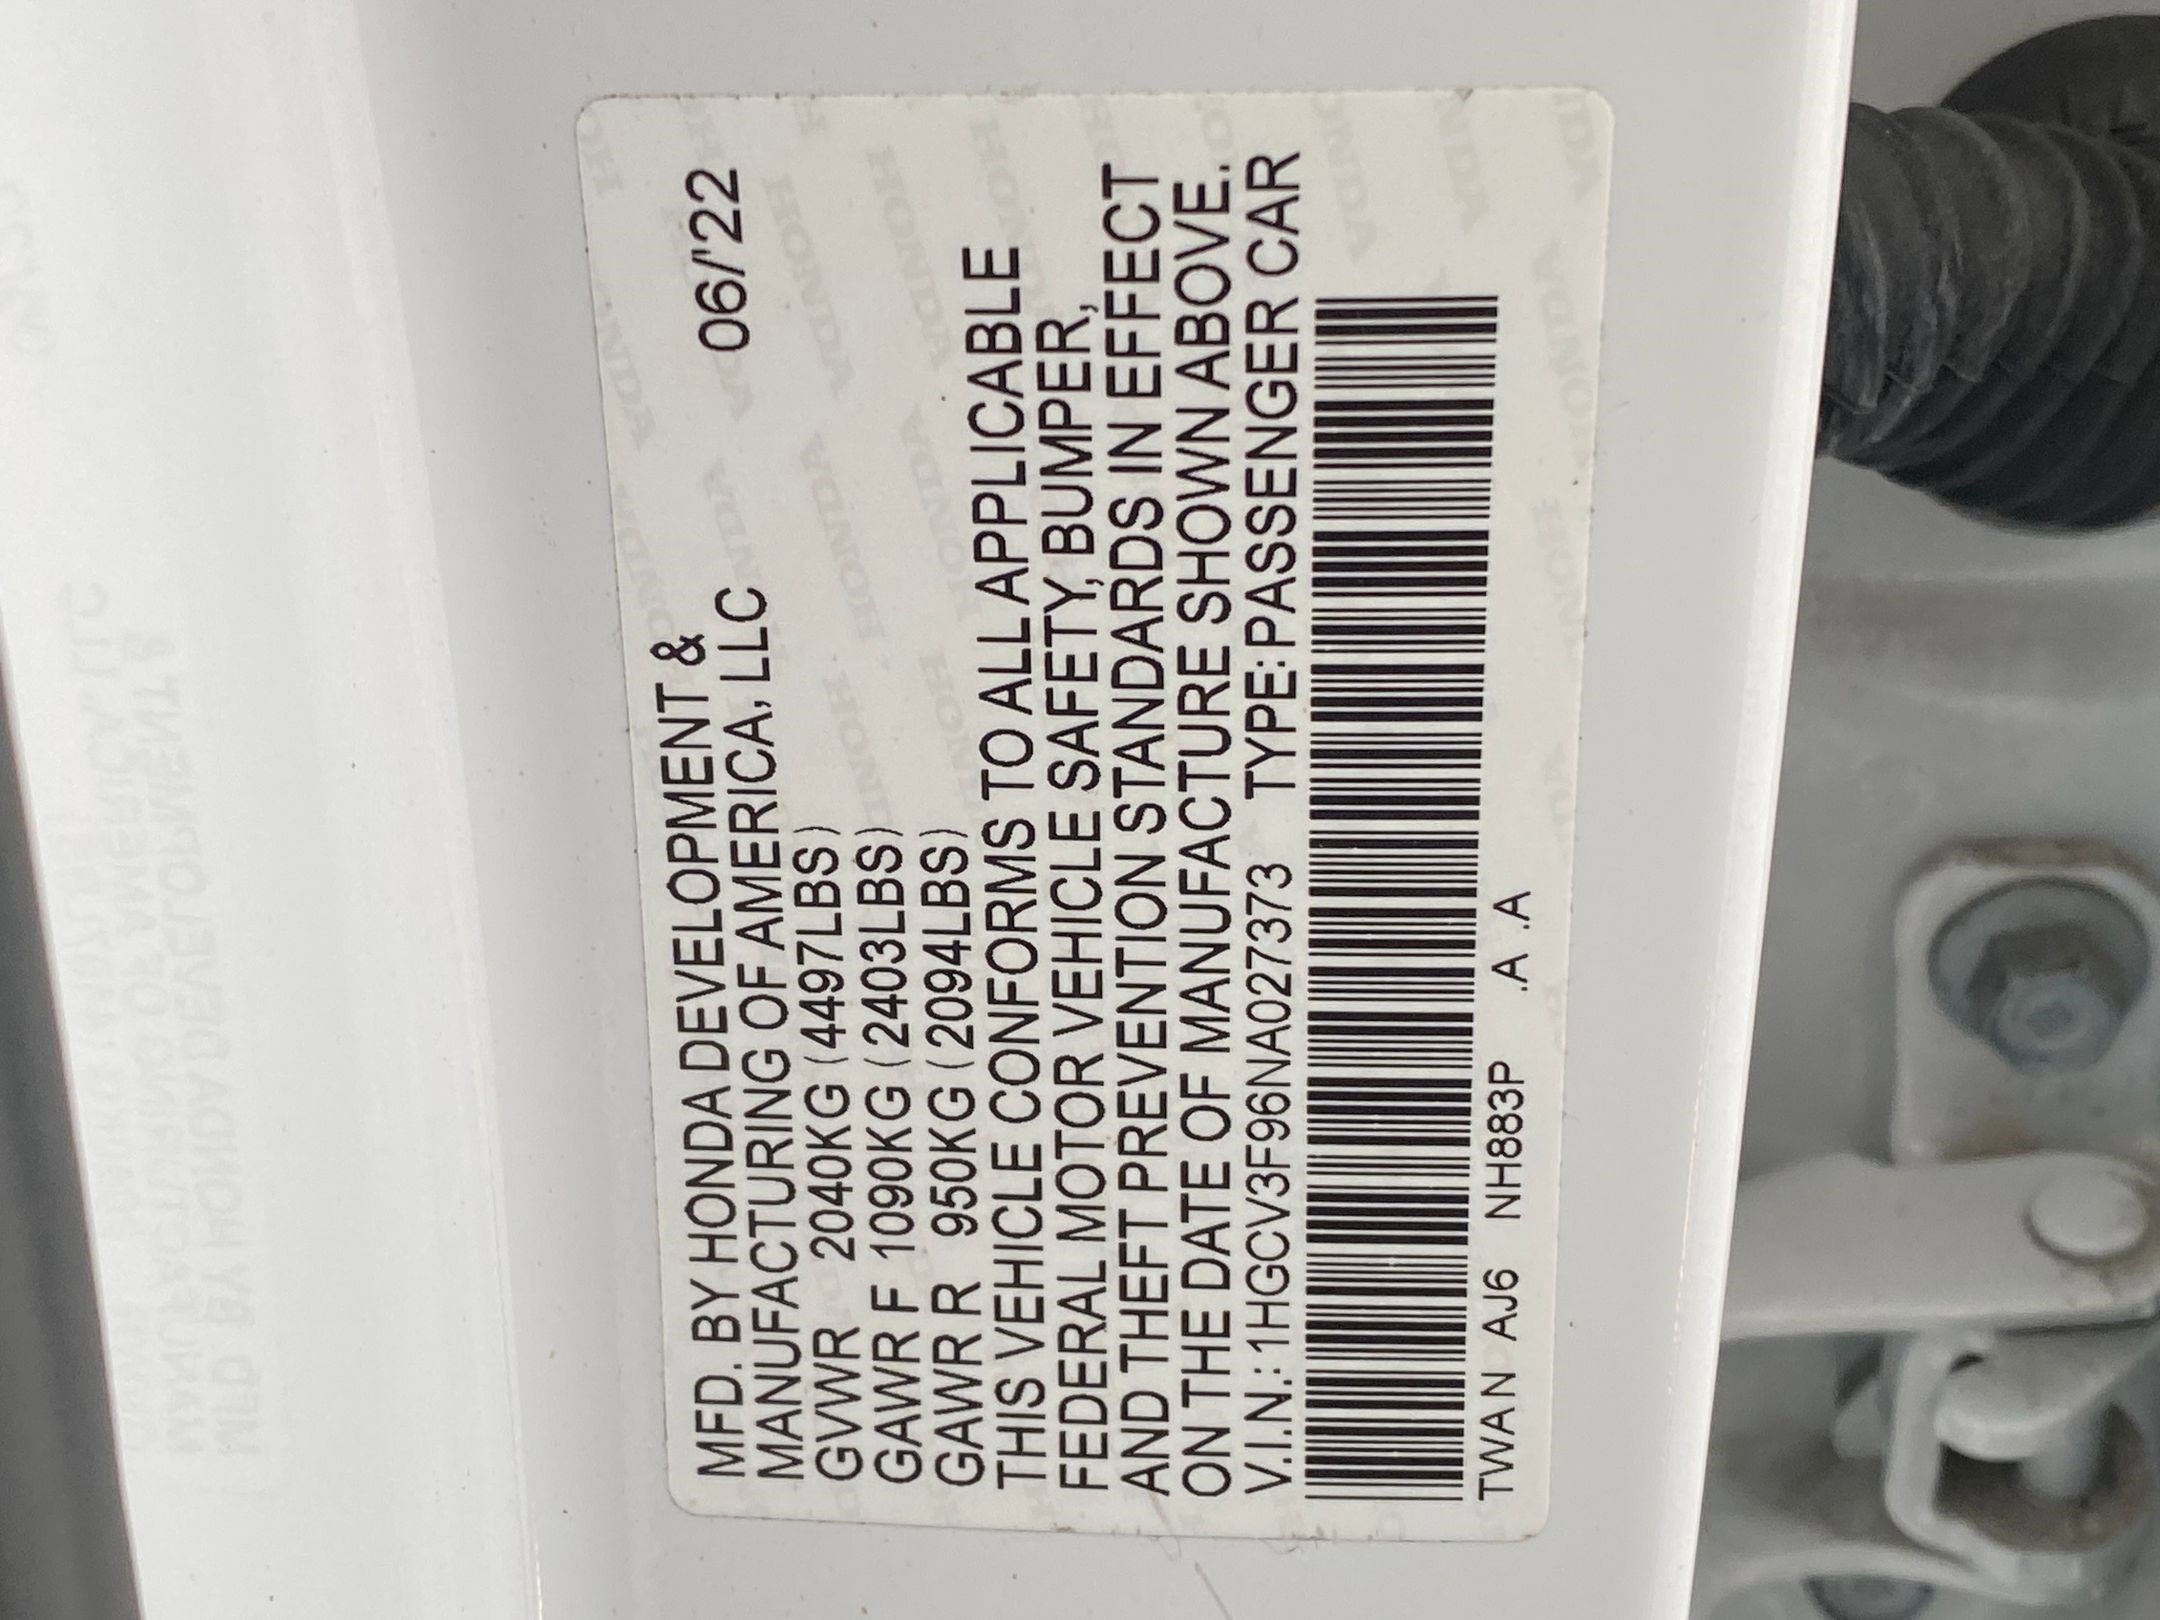 MFD. BY HONDA DEVELOPMENT &
MANUFACTURING OF AMERICA, LLC 06/'22
GVWR 2040KG (4497LBS)
GAWR F 1090KG (2403LBS)
GAWR R 950KG (2094LBS)
THIS VEHICLE CONFORMS TO ALL APPLICABLE
FEDERAL MOTOR VEHICLE SAFETY, BUMPER,
AND THEFT PREVENTION STANDARDS IN EFFECT
ON THE DATE OF MANUFACTURE SHOWN ABOVE.
V.I.N.: 1HGCV3F96NA027373 TYPE: PASSENGER CAR
TWAN AJ6 NH883P .A .A